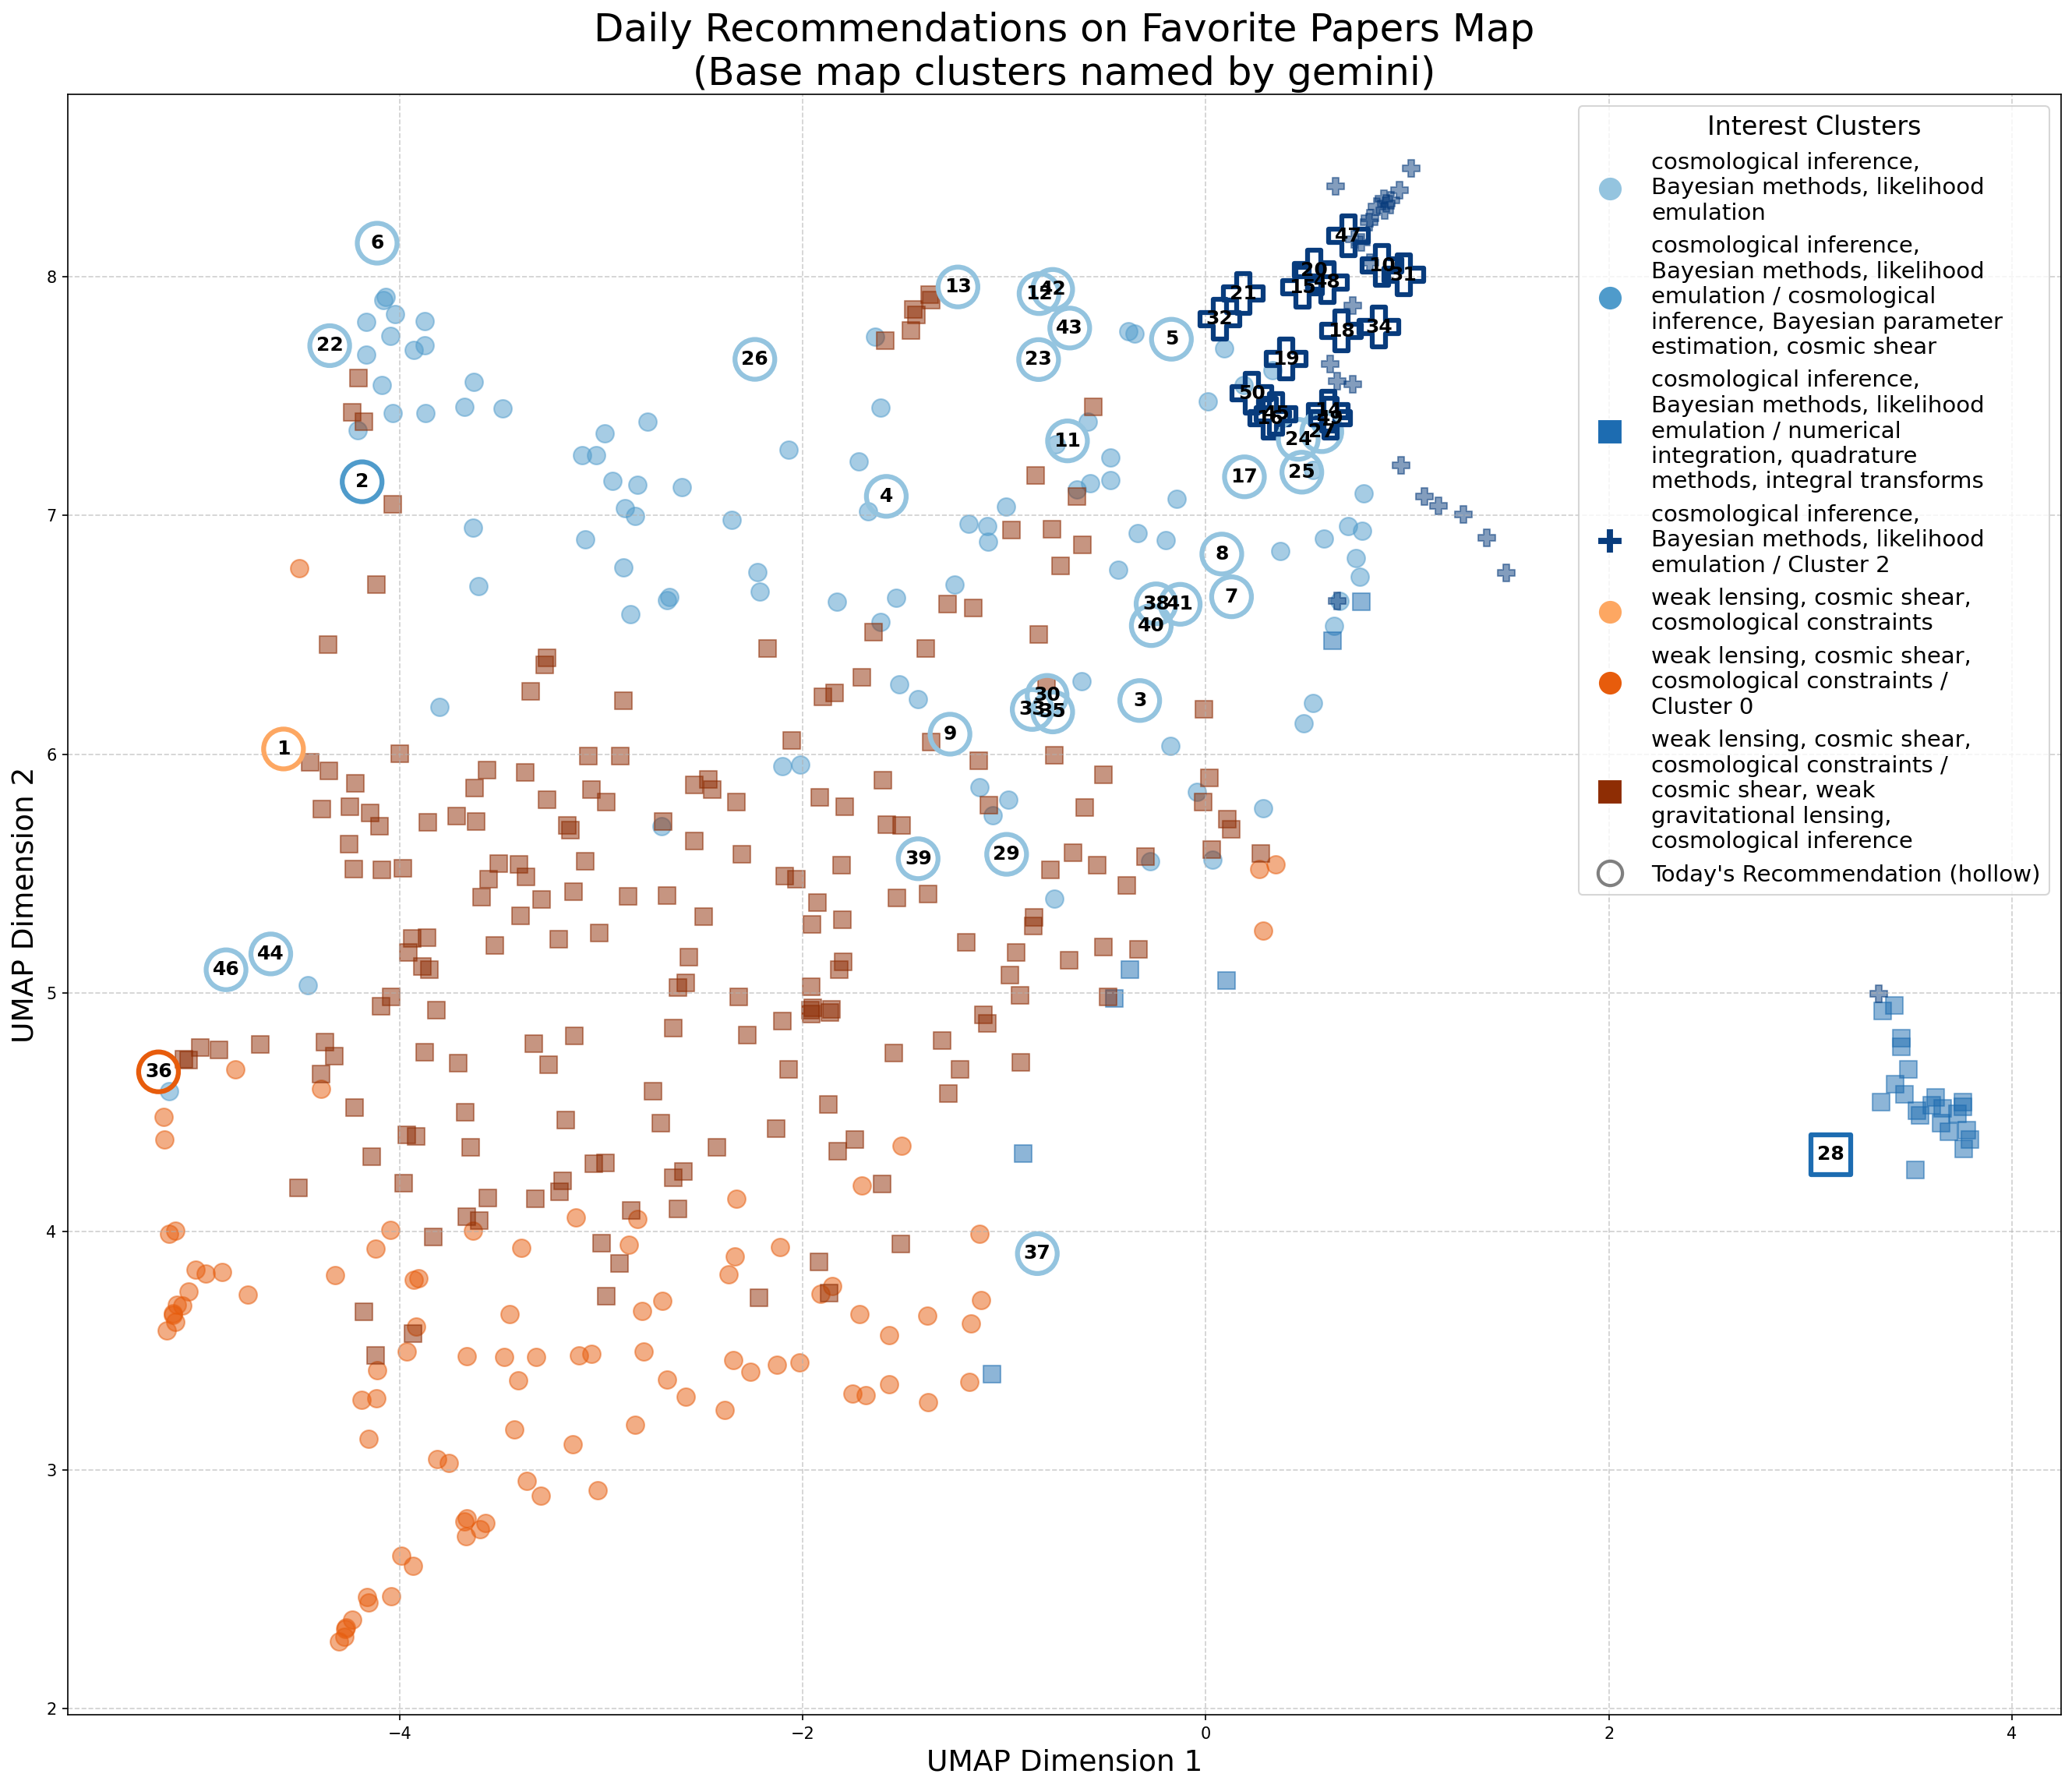 Daily Recommendations on Favorite Papers Map
(Base map clusters named by gemini)
Interest Clusters
cosmological inference,
Bayesian methods, likelihood
emulation
cosmological inference,
Bayesian methods, likelihood
emulation / cosmological
inference, Bayesian parameter
estimation, cosmic shear
cosmological inference,
Bayesian methods, likelihood
emulation / numerical
integration, quadrature
methods, integral transforms
cosmological inference,
Bayesian methods, likelihood
emulation / Cluster 2
weak lensing, cosmic shear,
cosmological constraints
weak lensing, cosmic shear,
cosmological constraints /
Cluster 0
weak lensing, cosmic shear,
cosmological constraints /
cosmic shear, weak
gravitational lensing,
cosmological inference
Today's Recommendation (hollow)
UMAP Dimension 2
8
7
6
5
4
3
2
6
47
20
10
31
48
15
13
12
42
21
32
43
18
34
5
22
26
23
19
50
45
16
14
49
27
24
11
25
17
2
4
8
7
38
41
40
30
33
35
3
9
1
39
29
44
46
36
28
37
−4
−2
0
2
4
UMAP Dimension 1